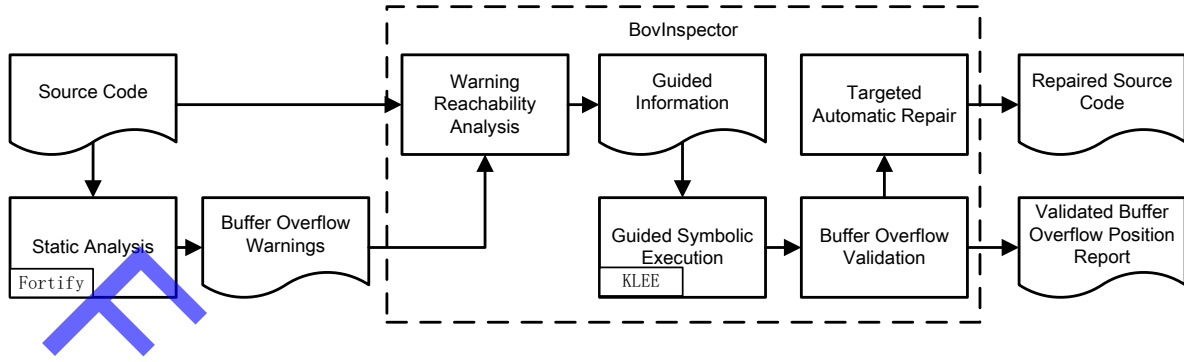 BovInspector
Source Code
Warning
Reachability
Analysis
Guided
Information
Targeted
Automatic Repair
Repaired Source
Code
Static Analysis
Fortify
Buffer Overflow
Warnings
Guided Symbolic
Execution
KLEE
Buffer Overflow
Validation
Validated Buffer
Overflow Position
Report